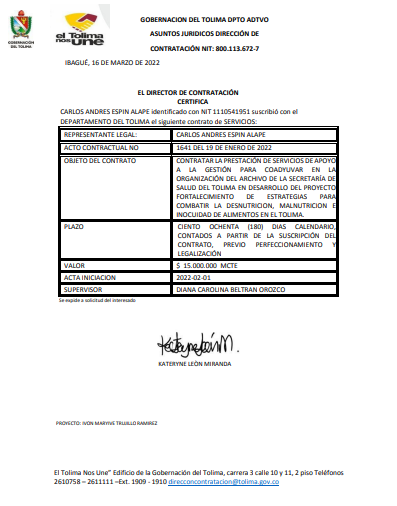 GOBERNACIÓN
DEL TOLIMA
el Tolima
nos UNE
GOBERNACION DEL TOLIMA DPTO ADTVO
ASUNTOS JURIDICOS DIRECCIÓN DE
CONTRATACIÓN NIT: 800.113.672-7
IBAGUÉ, 16 DE MARZO DE 2022
EL DIRECTOR DE CONTRATACIÓN
CERTIFICA
CARLOS ANDRES ESPIN ALAPE identificado con NIT 1110541951 suscribió con el
DEPARTAMENTO DEL TOLIMA el siguiente contrato de SERVICIOS:
REPRESENTANTE LEGAL: CARLOS ANDRES ESPIN ALAPE
ACTO CONTRACTUAL NO 1641 DEL 19 DE ENERO DE 2022
OBJETO DEL CONTRATO CONTRATAR LA PRESTACIÓN DE SERVICIOS DE APOYO
A LA GESTIÓN PARA COADYUVAR EN LA
ORGANIZACIÓN DEL ARCHIVO DE LA SECRETARÍA DE
SALUD DEL TOLIMA EN DESARROLLO DEL PROYECTO
FORTALECIMIENTO DE ESTRATEGIAS PARA
COMBATIR LA DESNUTRICION, MALNUTRICION E
INOCUIDAD DE ALIMENTOS EN EL TOLIMA.
PLAZO CIENTO OCHENTA (180) DIAS CALENDARIO,
CONTADOS A PARTIR DE LA SUSCRIPCIÓN DEL
CONTRATO, PREVIO PERFECCIONAMIENTO Y
LEGALIZACIÓN
VALOR $ 15.000.000 MCTE
ACTA INICIACION 2022-02-01
SUPERVISOR DIANA CAROLINA BELTRAN OROZCO
Se expide a solicitud del interesado
KATERYNE LEÓN MIRANDA
PROYECTO: IVON MARYIVE TRUJILLO RAMIREZ
El Tolima Nos Une" Edificio de la Gobernación del Tolima, carrera 3 calle 10 y 11, 2 piso Teléfonos
2610758 – 2611111 –Ext. 1909 - 1910 direcconcontratacion@tolima.gov.co